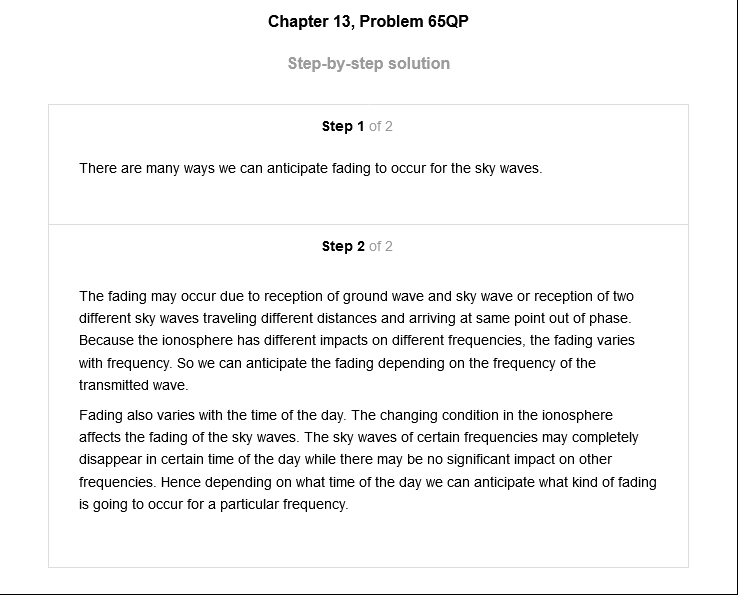 Chapter 13, Problem 65QP
Step-by-step solution
Step 1 of 2
There are many ways we can anticipate fading to occur for the sky waves.
Step 2 of 2
The fading may occur due to reception of ground wave and sky wave or reception of two
different sky waves traveling different distances and arriving at same point out of phase.
Because the ionosphere has different impacts on different frequencies, the fading varies
with frequency. So we can anticipate the fading depending on the frequency of the
transmitted wave.
Fading also varies with the time of the day. The changing condition in the ionosphere
affects the fading of the sky waves. The sky waves of certain frequencies may completely
disappear in certain time of the day while there may be no significant impact on other
frequencies. Hence depending on what time of the day we can anticipate what kind of fading
is going to occur for a particular frequency.